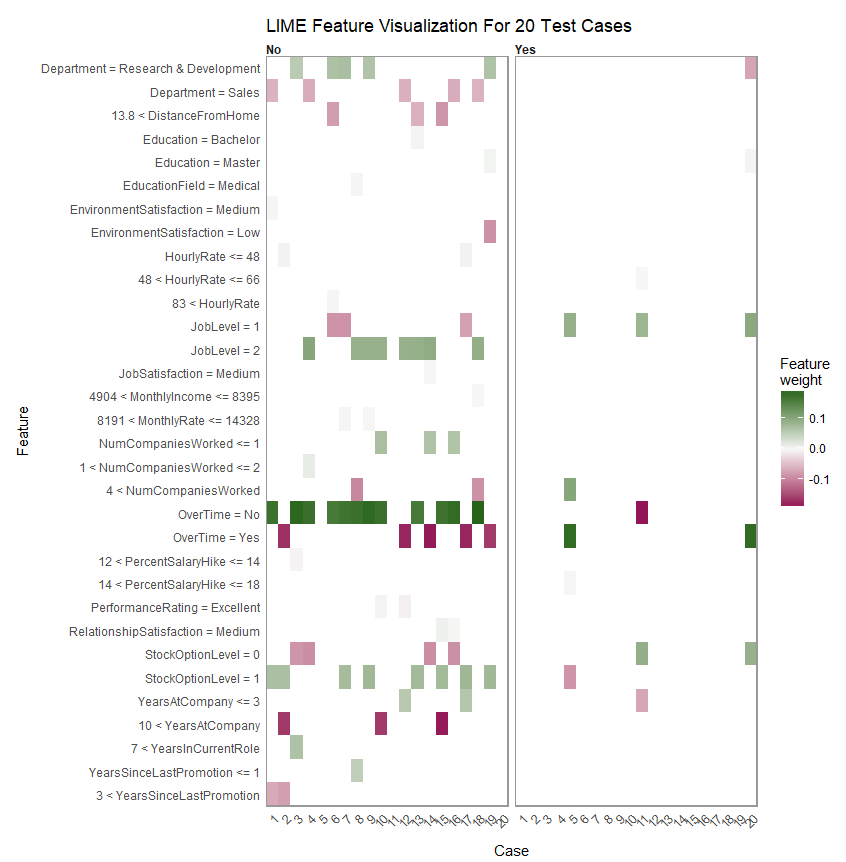 LIME Feature Visualization For 20 Test Cases
No
Yes
Department = Research & Development
Department = Sales
13.8 < DistanceFromHome
Education = Bachelor
Education = Master
EducationField = Medical
EnvironmentSatisfaction = Medium
EnvironmentSatisfaction = Low
HourlyRate <= 48
48 < HourlyRate <= 66
83 < HourlyRate
JobLevel = 1
JobLevel = 2
JobSatisfaction = Medium
4904 < MonthlyIncome <= 8395
8191 < MonthlyRate <= 14328
NumCompaniesWorked <= 1
1 < NumCompaniesWorked <= 2
4 < NumCompaniesWorked
OverTime = No
OverTime = Yes
12 < PercentSalaryHike <= 14
14 < PercentSalaryHike <= 18
PerformanceRating = Excellent
RelationshipSatisfaction = Medium
StockOptionLevel = 0
StockOptionLevel = 1
YearsAtCompany <= 3
10 < YearsAtCompany
7 < YearsInCurrentRole
YearsSinceLastPromotion <= 1
3 < YearsSinceLastPromotion
Feature
1 2 3 4 5 6 7 8 9 10 11 12 13 14 15 16 17 18 19 20
1 2 3 4 5 6 7 8 9 10 11 12 13 14 15 16 17 18 19 20
Case
Feature
weight
0.1
0.0
-0.1